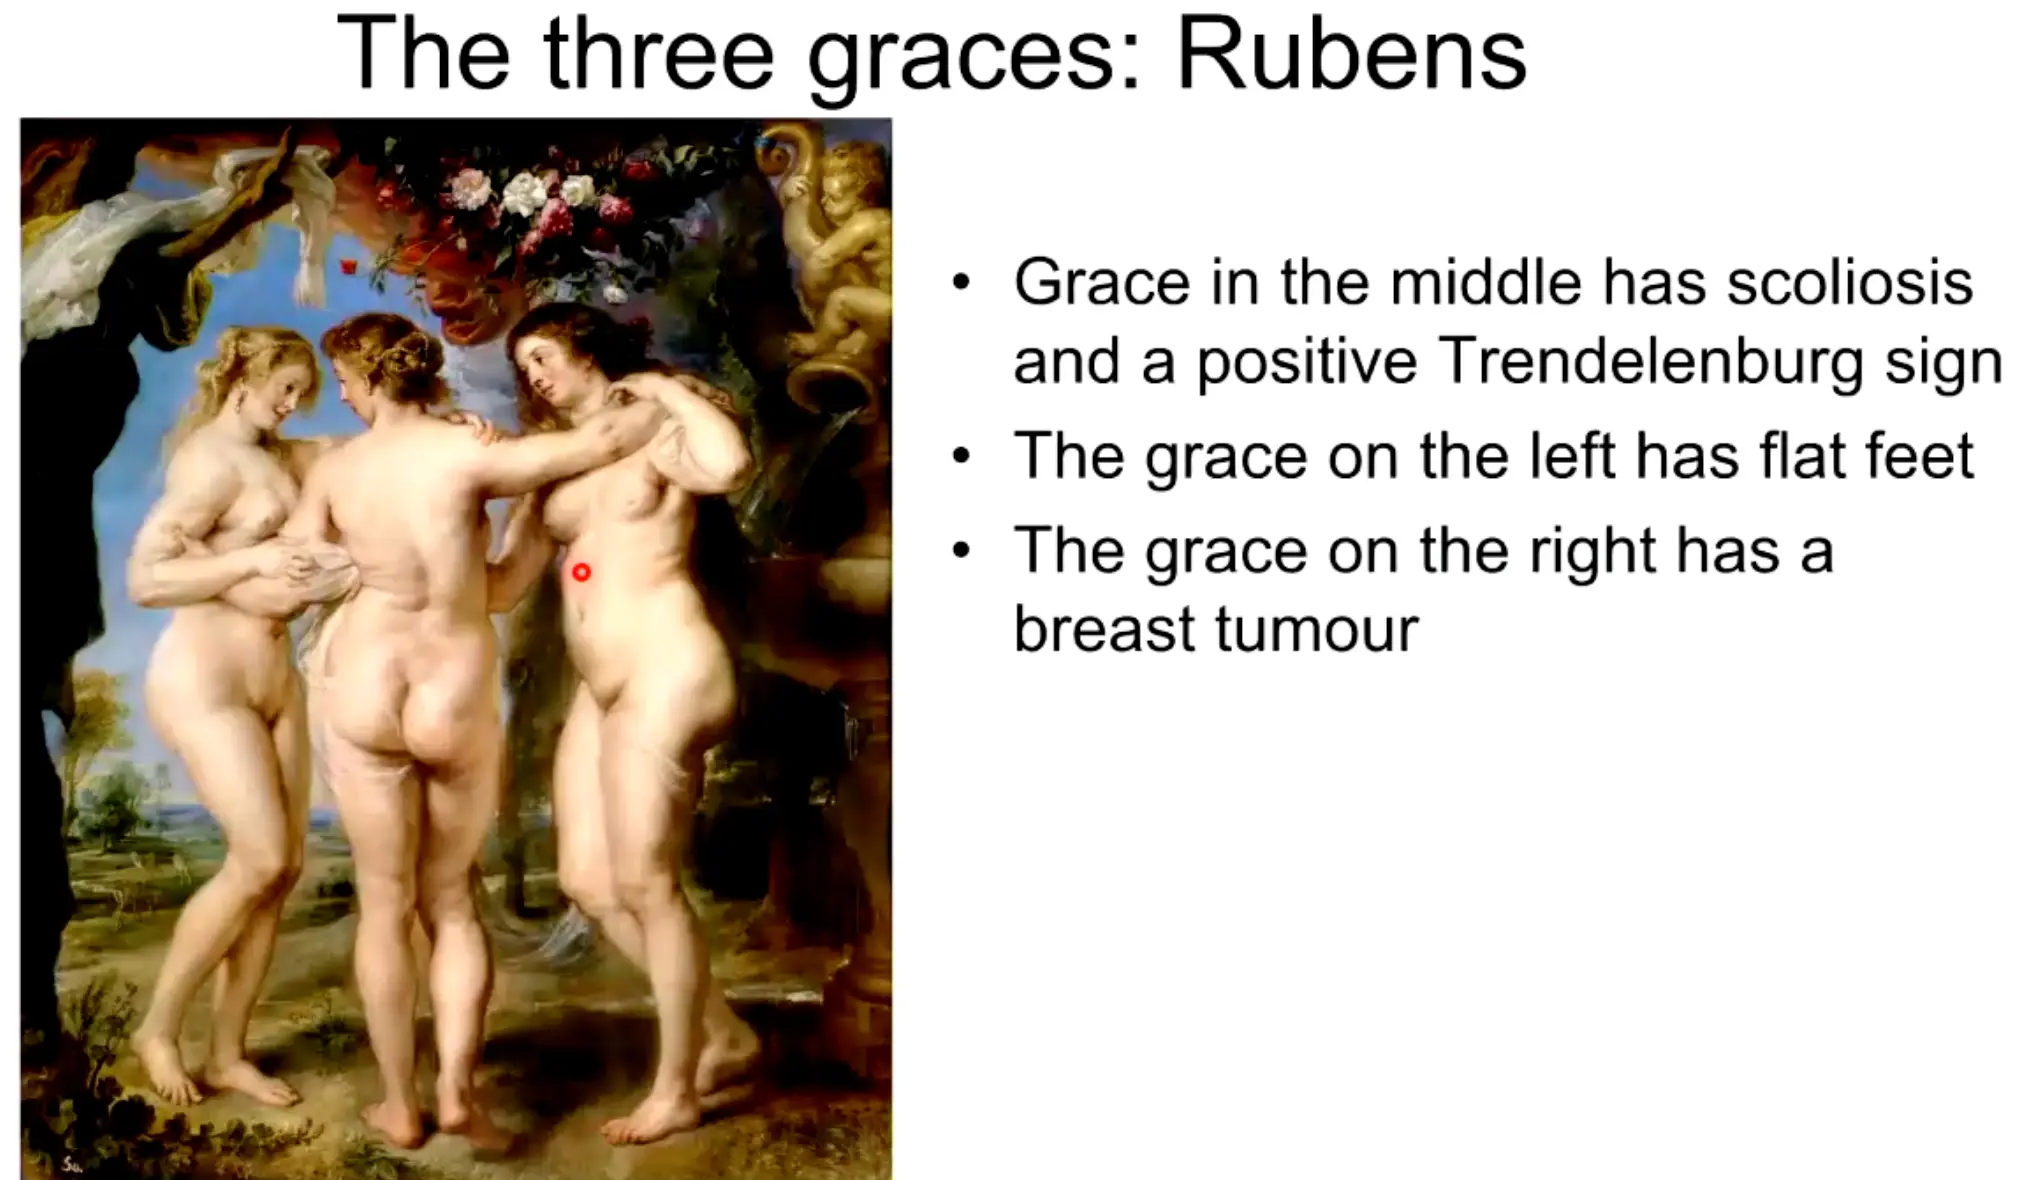 The three graces: Rubens
• Grace in the middle has scoliosis
and a positive Trendelenburg sign
• The grace on the left has flat feet
• The grace on the right has a
breast tumour